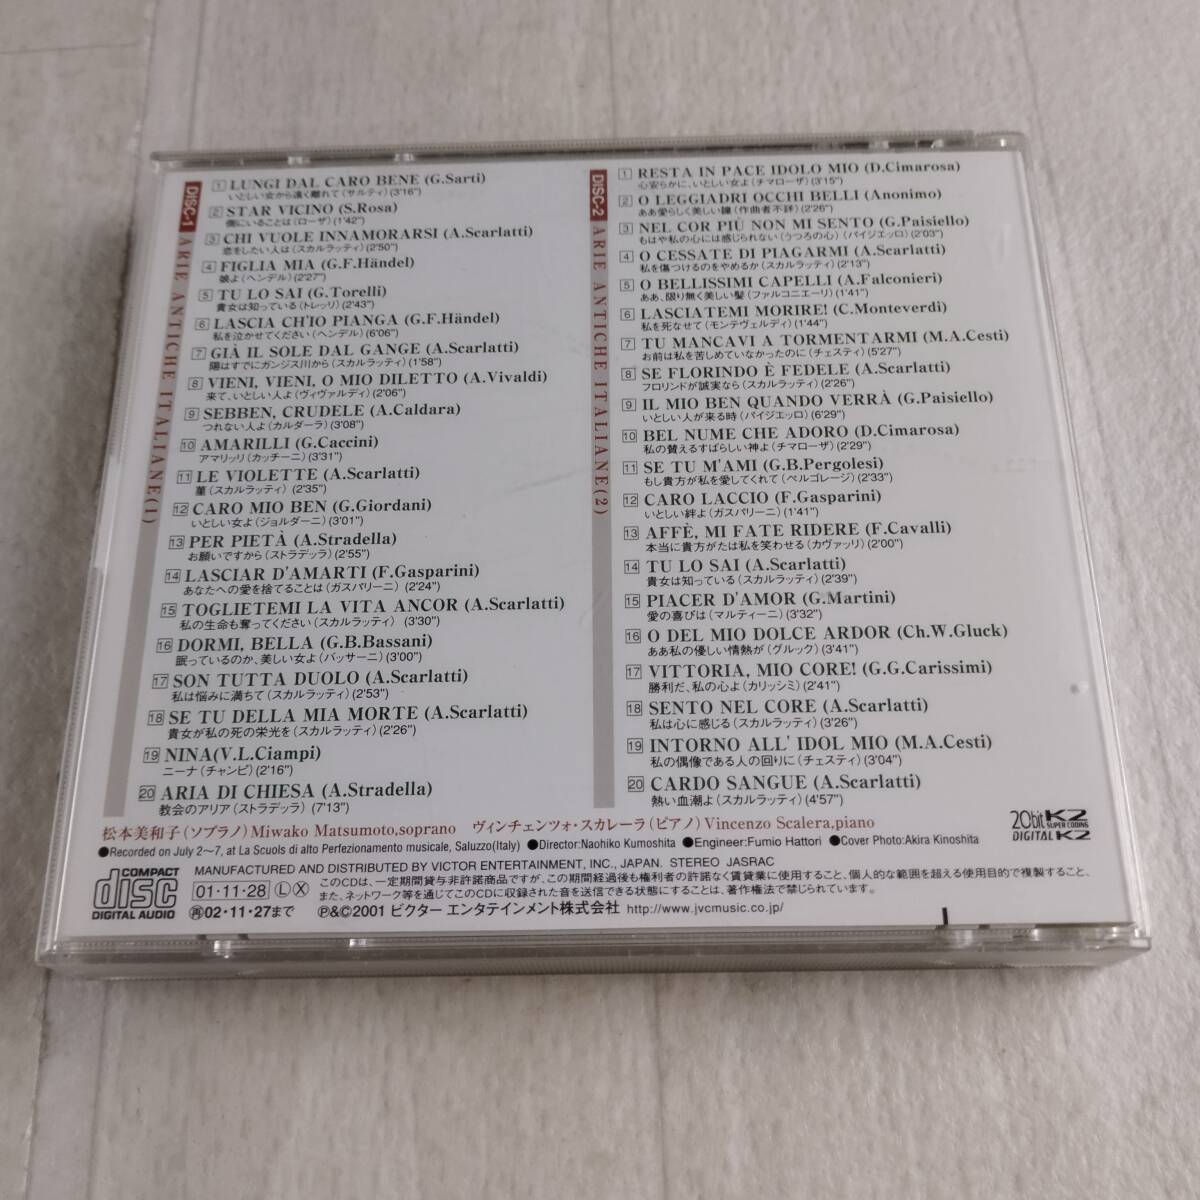 DISC-1 ARIE ANTICHE ITALIANE(1)
1 LUNGI DAL CARO BENE (G.Sarti)
いとしい女から遠く離れて(サルティ)(3'16")
2 STAR VICINO (S.Rosa)
側にいることは(ローザ)(1'42")
3 CHI VUOLE INNAMORARSI (A.Scarlatti)
恋をしたい人は(スカルラッティ)(2'50")
4 FIGLIA MIA (G.F.Händel)
娘よ(ヘンデル)(2'27")
5 TU LO SAI (G.Torelli)
貴女は知っている(トレッリ)(2'43")
6 LASCIA CH'IO PIANGA (G.F.Händel)
私を泣かせてください(ヘンデル)(6'06")
7 GIÀ IL SOLE DAL GANGE (A.Scarlatti)
陽はすでにガンジス川から(スカルラッティ)(1'58")
8 VIENI, VIENI, O MIO DILETTO (A.Vivaldi)
来て、いとしい人よ(ヴィヴァルディ)(2'06")
9 SEBBEN, CRUDELE (A.Caldara)
つれない人よ(カルダーラ)(3'08")
10 AMARILLI (G.Caccini)
アマリッリ(カッチーニ)(3'31")
11 LE VIOLETTE (A.Scarlatti)
菫(スカルラッティ)(2'35")
12 CARO MIO BEN (G.Giordani)
いとしい女よ(ジョルダーニ)(3'01")
13 PER PIETÀ (A.Stradella)
お願いですから(ストラデッラ)(2'55")
14 LASCIAR D'AMARTI (F.Gasparini)
あなたへの愛を捨てることは(ガスパリーニ)(2'24")
15 TOGLIETEMI LA VITA ANCOR (A.Scarlatti)
私の生命も奪ってください(スカルラッティ) (3'30")
16 DORMI, BELLA (G.B.Bassani)
眠っているのか、美しい女よ(バッサーニ)(3'00")
17 SON TUTTA DUOLO (A.Scarlatti)
私は悩みに満ちて(スカルラッティ)(2'53")
18 SE TU DELLA MIA MORTE (A.Scarlatti)
貴女が私の死の栄光を(スカルラッティ)(2'26")
19 NINA(V.L.Ciampi)
ニーナ(チャンピ)(2'16")
20 ARIA DI CHIESA (A.Stradella)
教会のアリア(ストラデッラ)(7'13")
DISC-2 ARIE ANTICHE ITALIANE(2)
1 RESTA IN PACE IDOLO MIO (D.Cimarosa)
心安らかに、いとしい女よ(チマローザ)(3'15")
2 O LEGGIADRI OCCHI BELLI (Anonimo)
ああ愛らしく美しい瞳(作曲者不詳)(2'26")
3 NEL COR PIÙ NON MI SENTO (G.Paisiello)
もはや私の心には感じられない(うつろの心)(パイジエッロ)(2'03")
4 O CESSATE DI PIAGARMI (A.Scarlatti)
私を傷つけるのをやめるか(スカルラッティ)(2'13")
5 O BELLISSIMI CAPELLI (A.Falconieri)
ああ、限り無く美しい髪(ファルコニエーリ)(1'41")
6 LASCIATEMI MORIRE! (C.Monteverdi)
私を死なせて(モンテヴェルディ)(1'44")
7 TU MANCAVI A TORMENTARMI (M.A.Cesti)
お前は私を苦しめていなかったのに(チェスティ)(5'27")
8 SE FLORINDO È FEDELE (A.Scarlatti)
フロリンドが誠実なら(スカルラッティ)(2'26")
9 IL MIO BEN QUANDO VERRÀ (G.Paisiello)
いとしい人が来る時(パイジエッロ)(6'29")
10 BEL NUME CHE ADORO (D.Cimarosa)
私の賛えるすばらしい神よ(チマローザ)(2'29")
11 SE TU M'AMI (G.B.Pergolesi)
もし貴方が私を愛してくれて(ペルゴレージ)(2'33")
12 CARO LACCIO (F.Gasparini)
いとしい絆よ(ガスパリーニ)(1'41")
13 AFFÈ, MI FATE RIDERE (F.Cavalli)
本当に貴方がたは私を笑わせる(カヴァッリ)(2'00")
14 TU LO SAI (A.Scarlatti)
貴女は知っている(スカルラッティ)(2'39")
15 PIACER D'AMOR (G.Martini)
愛の喜びは(マルティーニ)(3'32")
16 O DEL MIO DOLCE ARDOR (Ch.W.Gluck)
ああ私の優しい情熱が(グルック)(3'41")
17 VITTORIA, MIO CORE! (G.G.Carissimi)
勝利だ、私の心よ(カリッシミ)(2'41")
18 SENTO NEL CORE (A.Scarlatti)
私は心に感じる(スカルラッティ)(3'26")
19 INTORNO ALL' IDOL MIO (M.A.Cesti)
私の偶像である人の回りに(チェスティ)(3'04")
20 CARDO SANGUE (A.Scarlatti)
熱い血潮よ(スカルラッティ)(4'57")
松本美和子(ソプラノ)Miwako Matsumoto,soprano ヴィンチェンツォ・スカレーラ(ピアノ)Vincenzo Scalera,piano
20bit K2 SUPER CODING
DIGITAL K2
●Recorded on July 2〜7, at La Scuols di alto Perfezionamento musicale, Saluzzo(Italy) ●Director:Naohiko Kumoshita ●Engineer:Fumio Hattori ●Cover Photo:Akira Kinoshita
COMPACT disc DIGITAL AUDIO
MANUFACTURED AND DISTRIBUTED BY VICTOR ENTERTAINMENT, INC., JAPAN. STEREO JASRAC
01・11・28 Ⓛ Ⓧ このCDは、一定期間貸与非許諾商品ですが、この期間経過後も権利者の許諾なく賃貸業に使用すること、個人的な範囲を超える使用目的で複製すること、
また、ネットワーク等を通じてこのCDに収録された音を送信できる状態にすることは、著作権法で禁じられています。
㊢02・11・27まで ℗&©2001 ビクター エンタテインメント株式会社 http://www.jvcmusic.co.jp/